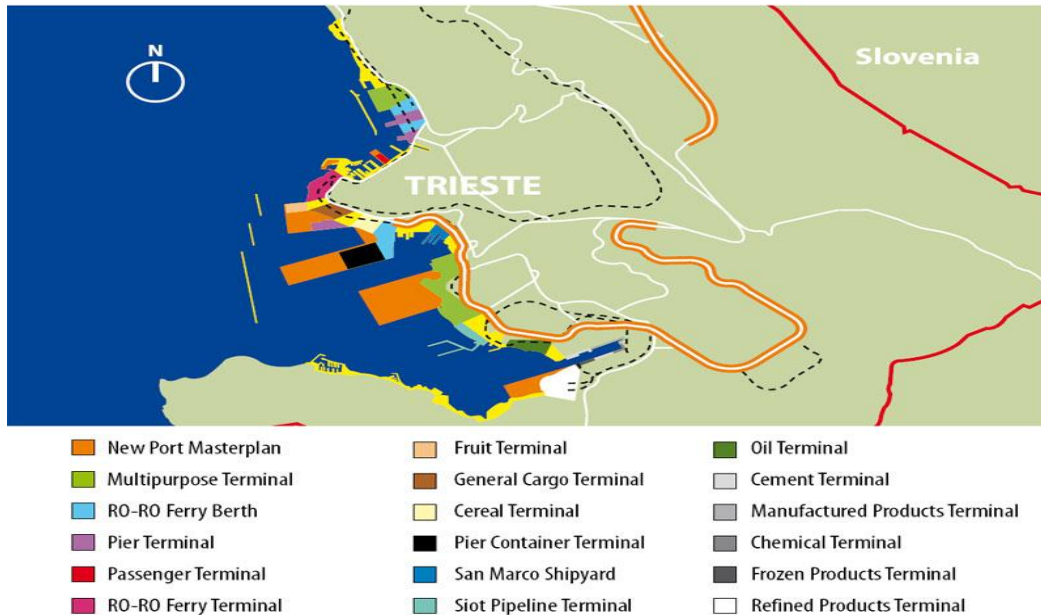 N
Slovenia
TRIESTE
New Port Masterplan
Multipurpose Terminal
RO-RO Ferry Berth
Pier Terminal
Passenger Terminal
RO-RO Ferry Terminal
Fruit Terminal
General Cargo Terminal
Cereal Terminal
Pier Container Terminal
San Marco Shipyard
Siot Pipeline Terminal
Oil Terminal
Cement Terminal
Manufactured Products Terminal
Chemical Terminal
Frozen Products Terminal
Refined Products Terminal